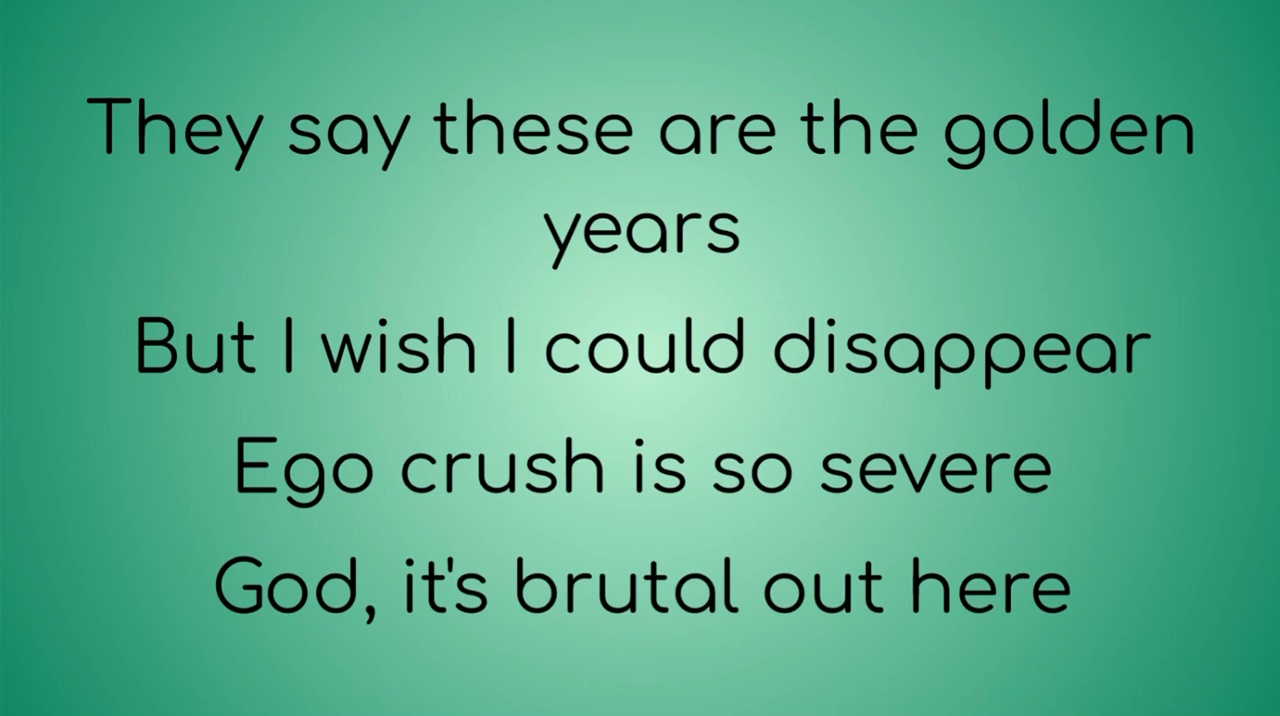 They say these are the golden
years
But I wish I could disappear
Ego crush is so severe
God, it's brutal out here